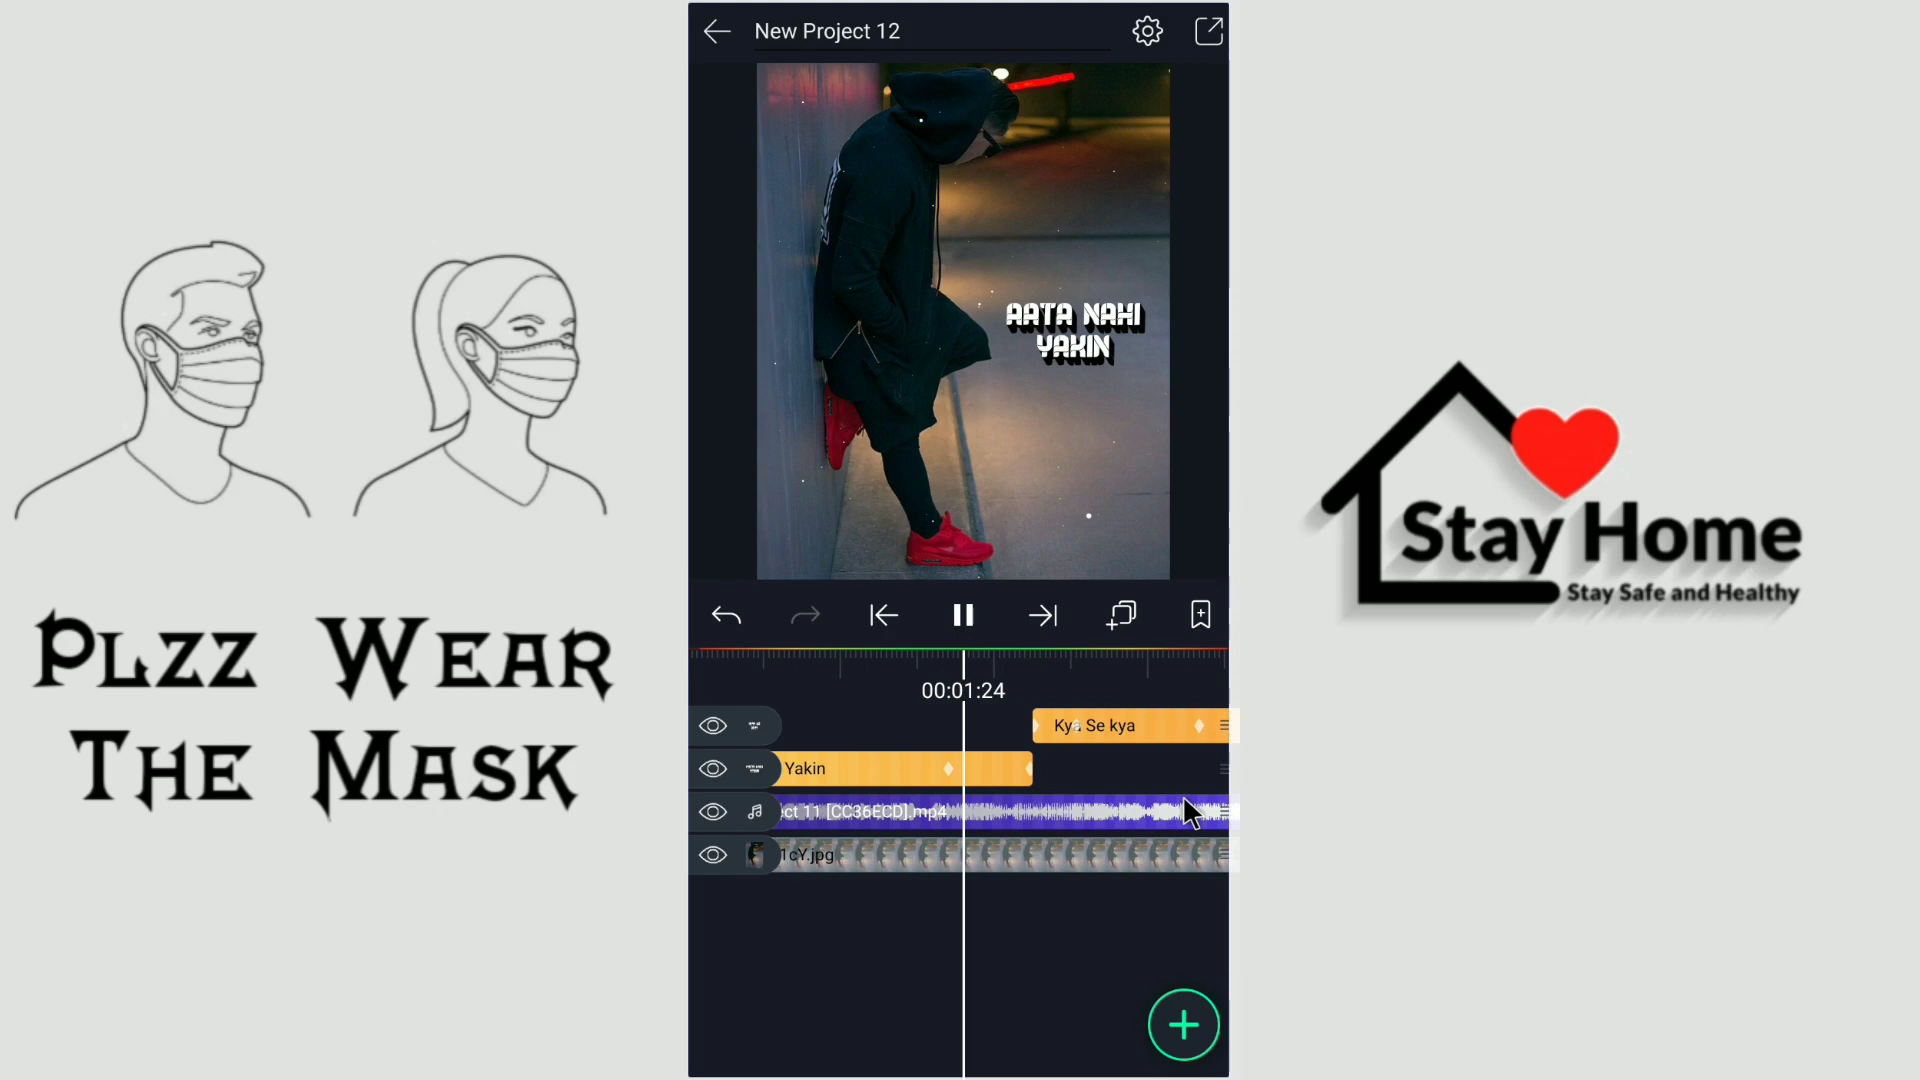 New Project 12
AATA NAHI
YAKIN
00:01:24
Kya Se kya
Yakin
ct 11 [CC36ECD].mp4
1cY.jpg
PLZZ WEAR
THE MASK
Stay Home
Stay Safe and Healthy